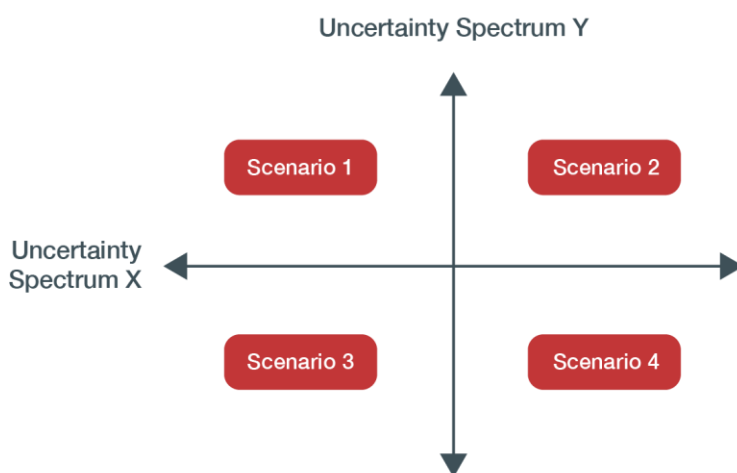 Uncertainty Spectrum Y
Scenario 1
Scenario 2
Uncertainty
Spectrum X
Scenario 3
Scenario 4